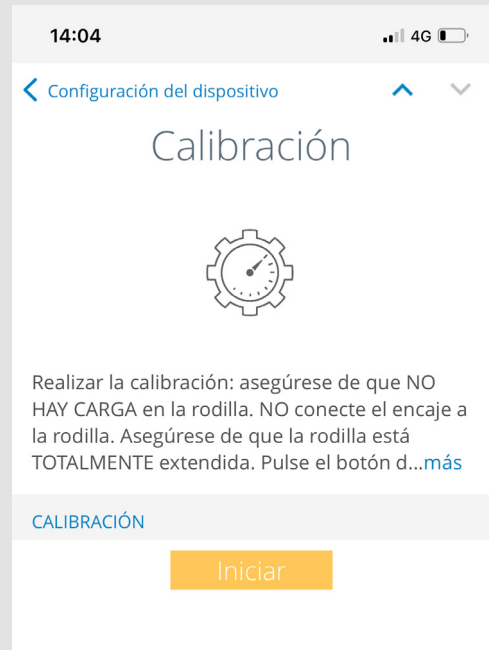 14:04
4G
Configuración del dispositivo
Calibración
Realizar la calibración: asegúrese de que NO
HAY CARGA en la rodilla. NO conecte el encaje a
la rodilla. Asegúrese de que la rodilla está
TOTALMENTE extendida. Pulse el botón d...más
CALIBRACIÓN
Iniciar